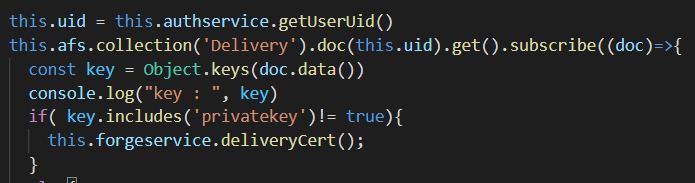 this.uid = this.authservice.getUserUid()
this.afs.collection('Delivery').doc(this.uid).get().subscribe((doc)=>{
const key = Object.keys(doc.data())
console.log("key : ", key)
if( key.includes('privatekey')!= true){
this.forgeservice.deliveryCert();
}